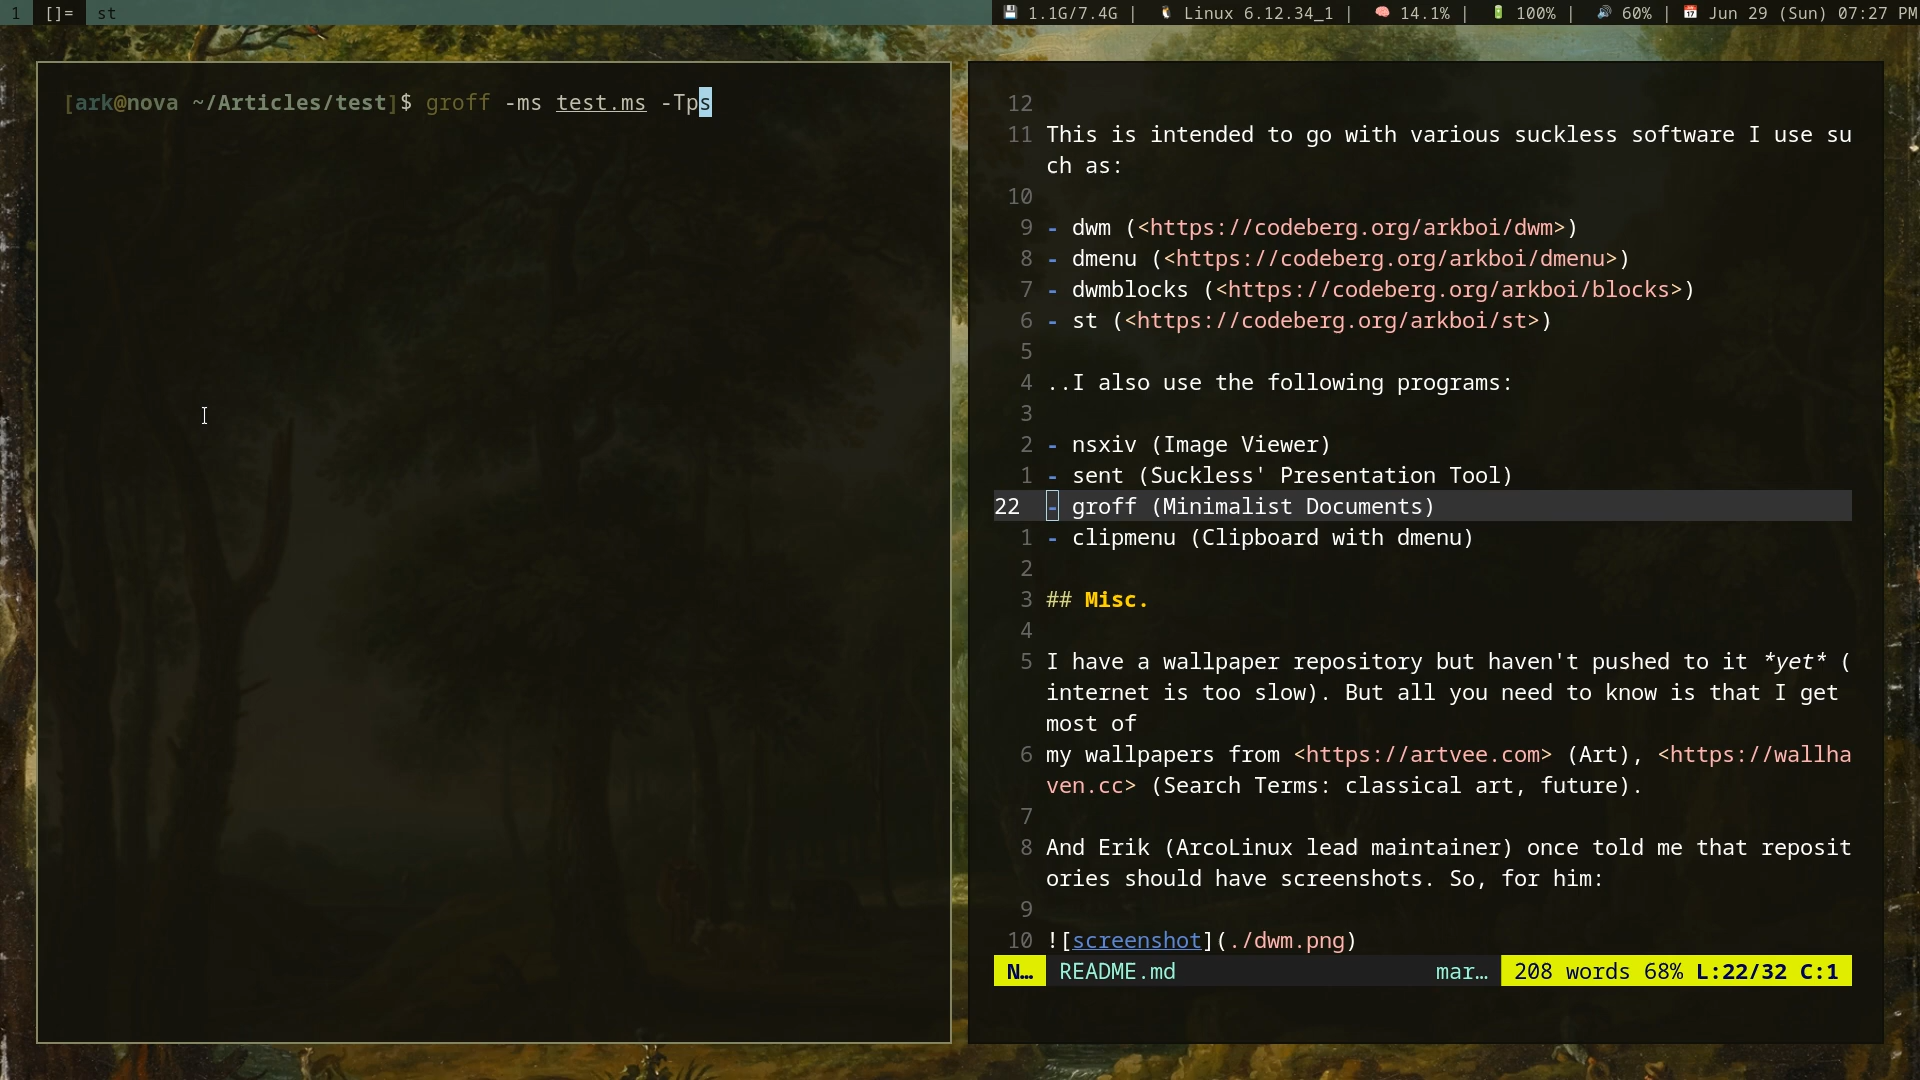 1 []= st 1.1G/7.4G | Linux 6.12.34_1 | 14.1% | 100% | 60% | Jun 29 (Sun) 07:27 PM
[ark@nova ~/Articles/test]$ groff -ms test.ms -Tps
12
11 This is intended to go with various suckless software I use su
ch as:
10
9 - dwm (<https://codeberg.org/arkboi/dwm>)
8 - dmenu (<https://codeberg.org/arkboi/dmenu>)
7 - dwmblocks (<https://codeberg.org/arkboi/blocks>)
6 - st (<https://codeberg.org/arkboi/st>)
5
4 ..I also use the following programs:
3
2 - nsxiv (Image Viewer)
1 - sent (Suckless' Presentation Tool)
22 - groff (Minimalist Documents)
1 - clipmenu (Clipboard with dmenu)
2
3 ## Misc.
4
5 I have a wallpaper repository but haven't pushed to it *yet* (
internet is too slow). But all you need to know is that I get
most of
6 my wallpapers from <https://artvee.com> (Art), <https://wallha
ven.cc> (Search Terms: classical art, future).
7
8 And Erik (ArcoLinux lead maintainer) once told me that reposit
ories should have screenshots. So, for him:
9
10 ![screenshot](./dwm.png)
N… README.md mar… 208 words 68% L:22/32 C:1